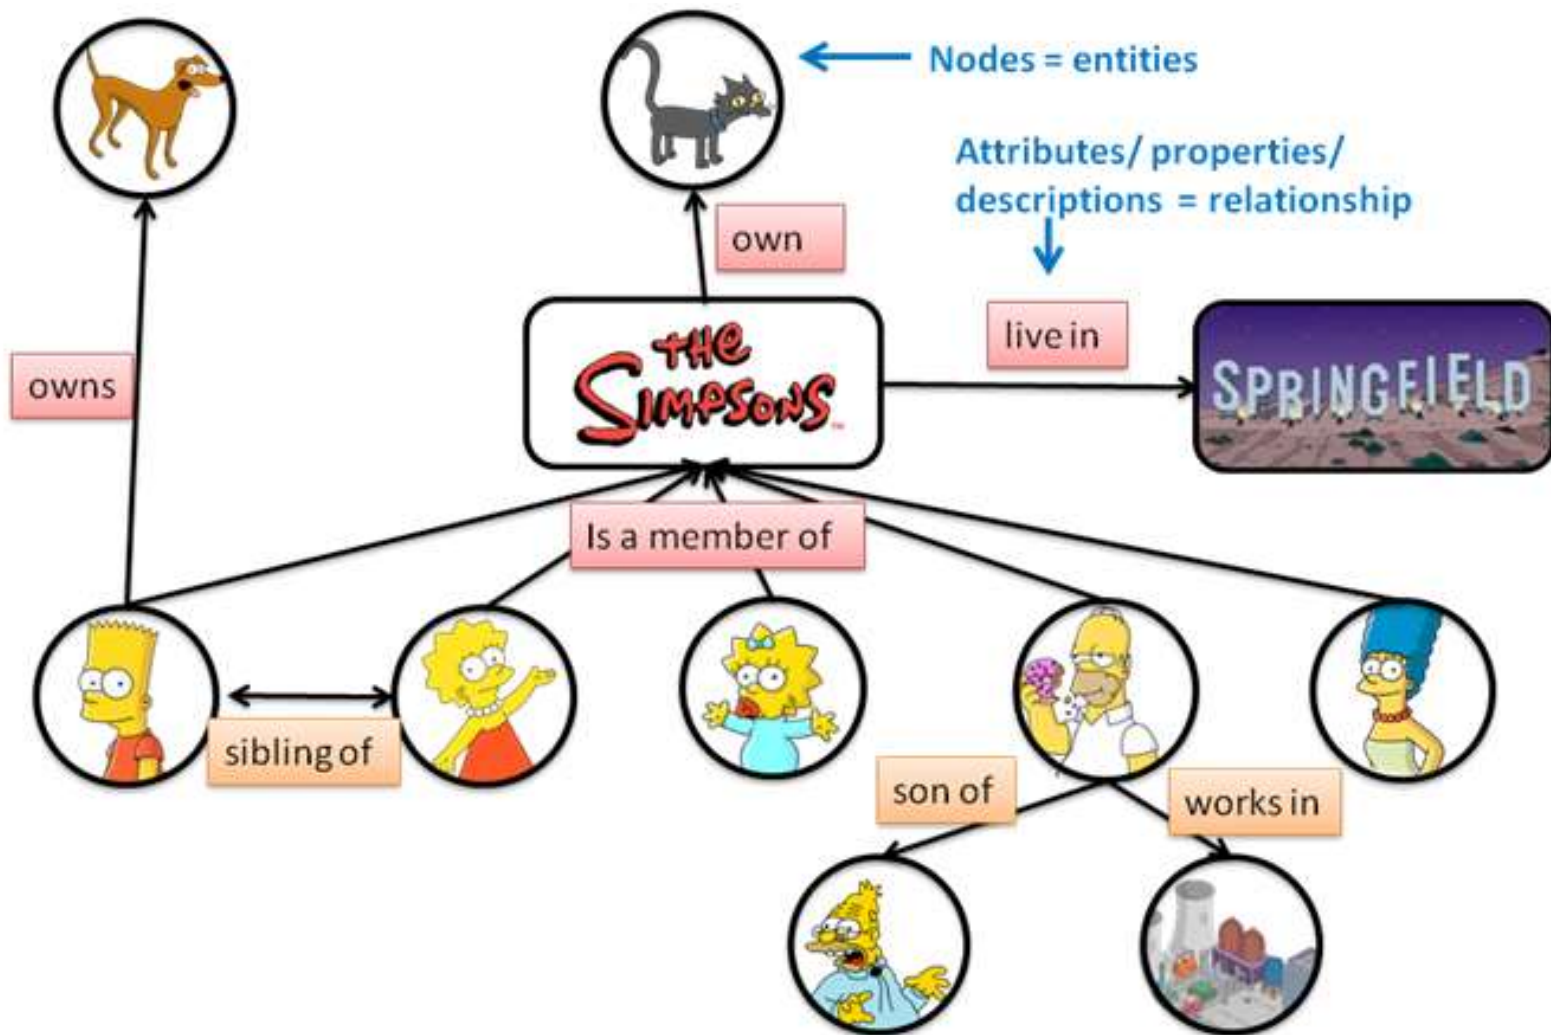 Nodes = entities
Attributes/ properties/
descriptions = relationship
own
live in
THE
SIMPSONS
TM
SPRINGFIELD
owns
Is a member of
sibling of
son of
works in